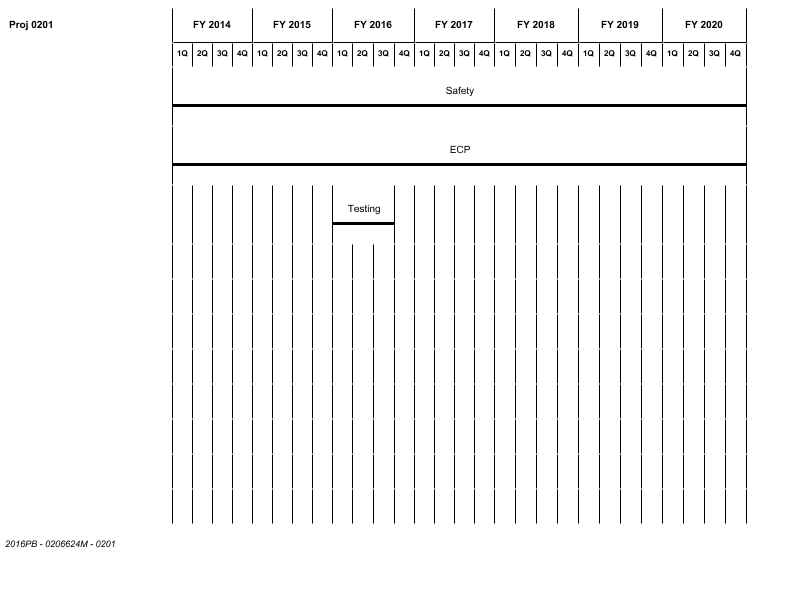 Proj 0201 FY 2014 FY 2015 FY 2016 FY 2017 FY 2018 FY 2019 FY 2020
1Q 2Q 3Q 4Q 1Q 2Q 3Q 4Q 1Q 2Q 3Q 4Q 1Q 2Q 3Q 4Q 1Q 2Q 3Q 4Q 1Q 2Q 3Q 4Q 1Q 2Q 3Q 4Q
Safety
ECP
Testing
2016PB - 0206624M - 0201